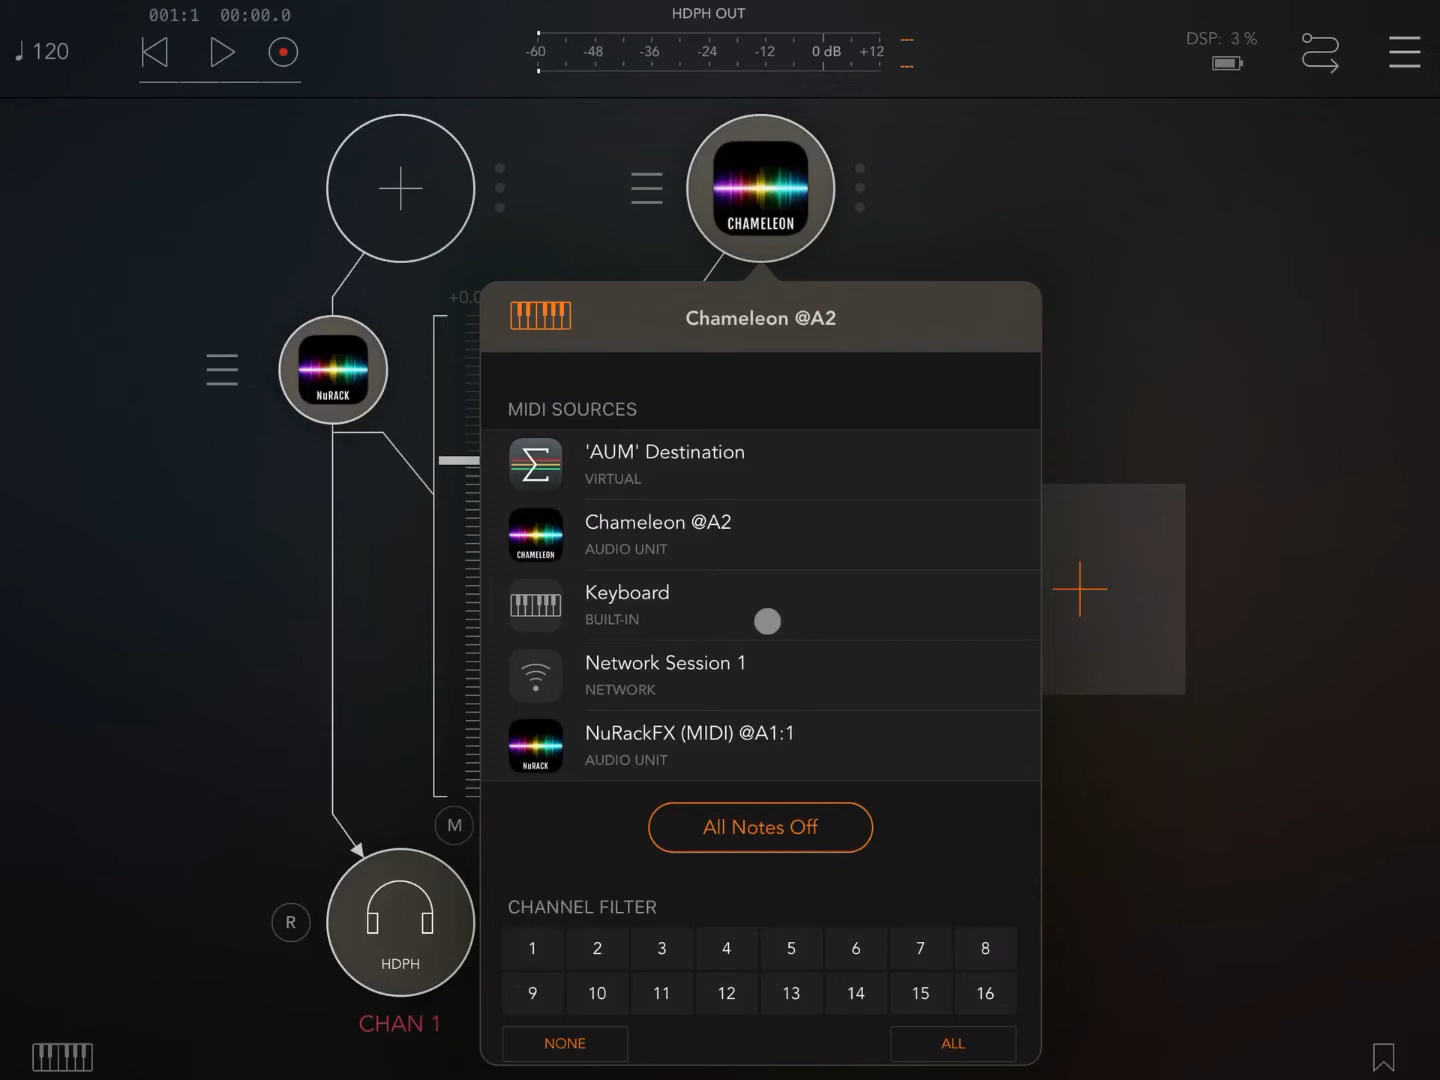 001:1 00:00.0
120
HDPH OUT
-60 -48 -36 -24 -12 0 dB +12
DSP: 3 %
CHAMELEON
+0.0
NuRACK
Chameleon @A2
MIDI SOURCES
'AUM' Destination
VIRTUAL
Chameleon @A2
AUDIO UNIT
CHAMELEON
Keyboard
BUILT-IN
Network Session 1
NETWORK
NuRackFX (MIDI) @A1:1
AUDIO UNIT
NuRACK
All Notes Off
M
CHANNEL FILTER
1 2 3 4 5 6 7 8
9 10 11 12 13 14 15 16
NONE ALL
R
HDPH
CHAN 1